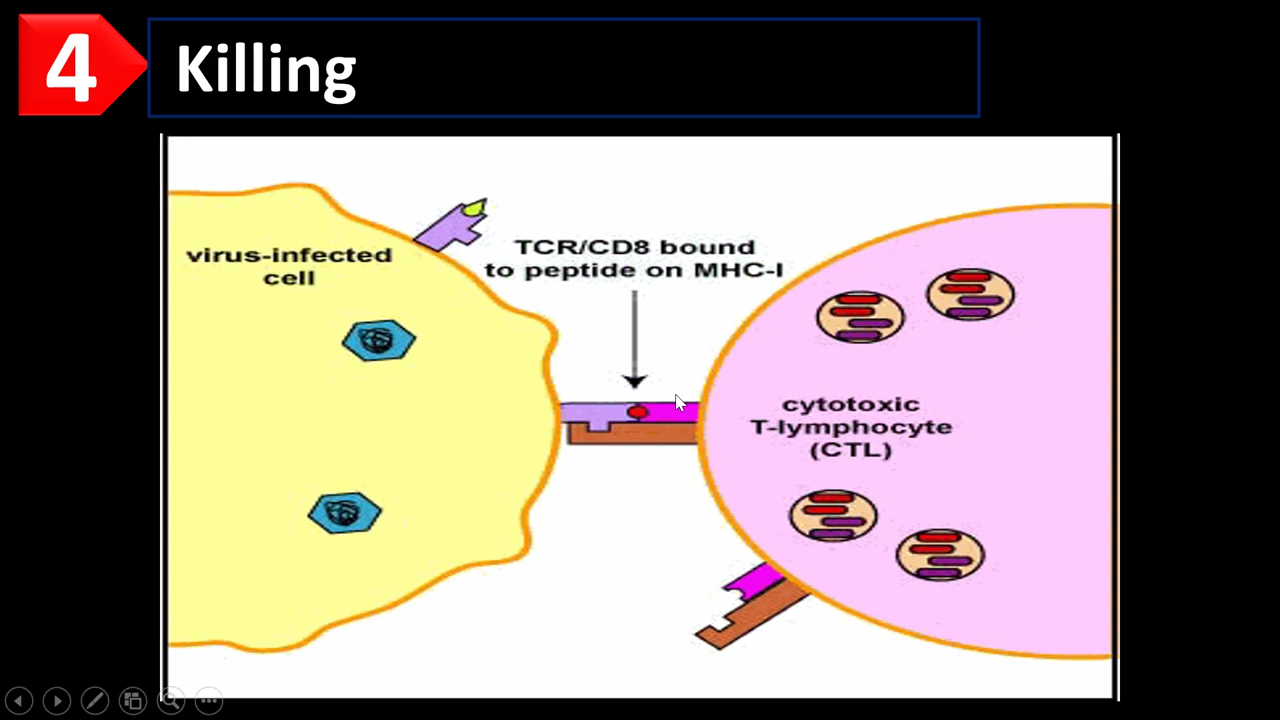 4
Killing
virus-infected
cell
TCR/CD8 bound
to peptide on MHC-I
cytotoxic
T-lymphocyte
(CTL)